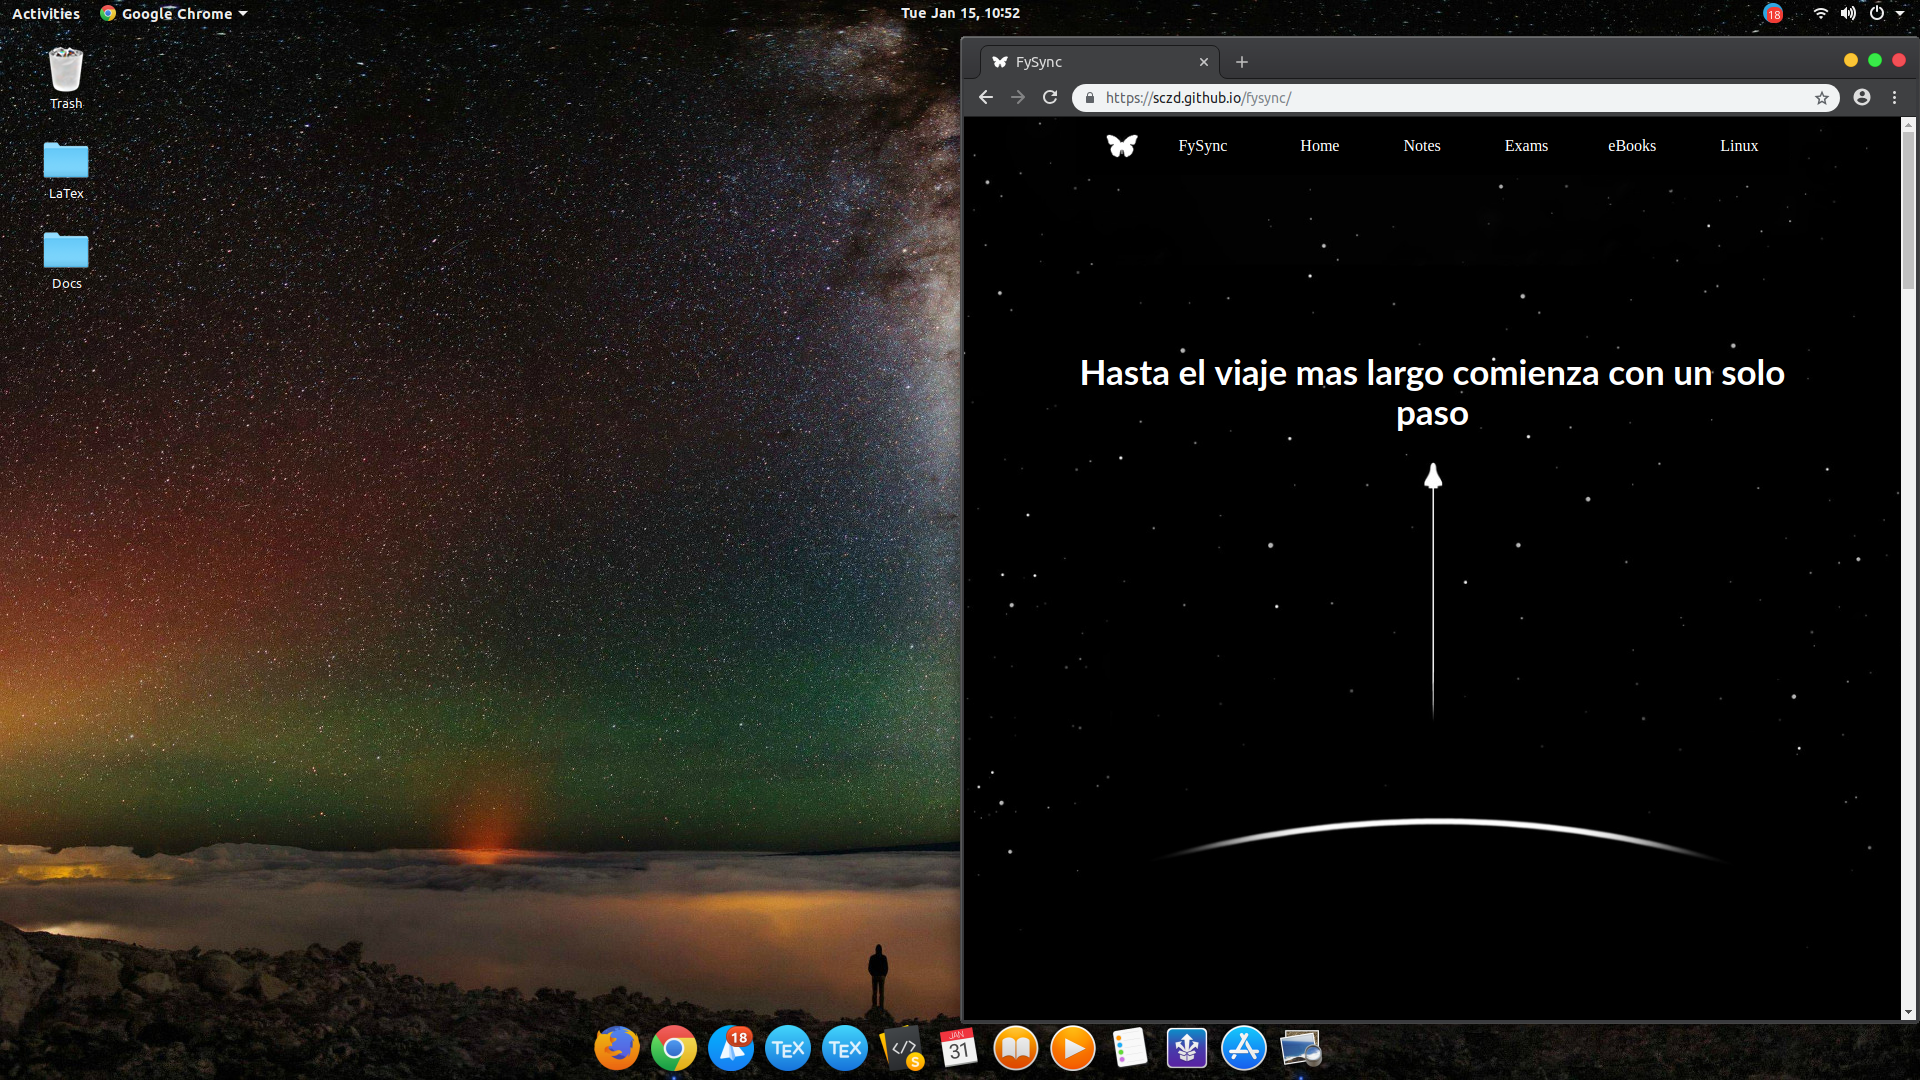 Activities Google Chrome Tue Jan 15, 10:52 18
Trash
LaTex
Docs
FySync
https://sczd.github.io/fysync/
FySync Home Notes Exams eBooks Linux
Hasta el viaje mas largo comienza con un solo
paso
18 TEX TEX </> S JAN 31